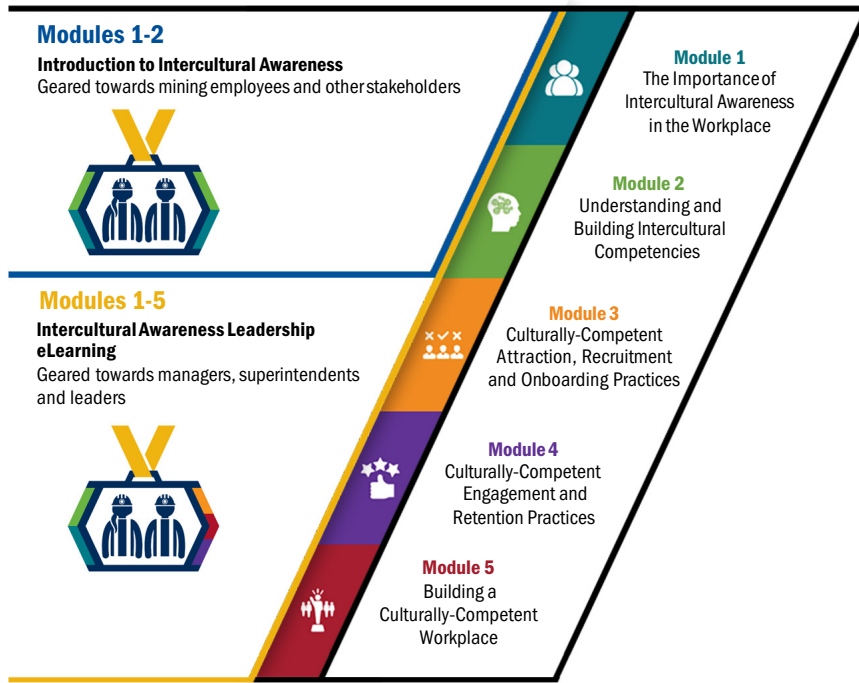 Modules 1-2
Introduction to Intercultural Awareness
Geared towards mining employees and other stakeholders
Modules 1-5
Intercultural Awareness Leadership
eLearning
Geared towards managers, superintendents
and leaders
Module 1
The Importance of
Intercultural Awareness
in the Workplace
Module 2
Understanding and
Building Intercultural
Competencies
Module 3
Culturally-Competent
Attraction, Recruitment
and Onboarding Practices
Module 4
Culturally-Competent
Engagement and
Retention Practices
Module 5
Building a
Culturally-Competent
Workplace